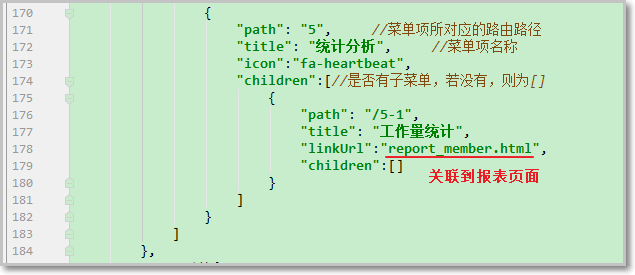 170 {
171 "path": "5", //菜单项所对应的路由路径
172 "title": "统计分析", //菜单项名称
173 "icon":"fa-heartbeat",
174 "children":[//是否有子菜单，若没有，则为[]
175 {
176 "path": "/5-1",
177 "title": "工作量统计",
178 "linkUrl":"report_member.html",
179 "children":[]
关联到报表页面
180 }
181 ]
182 }
183 ]
184 },